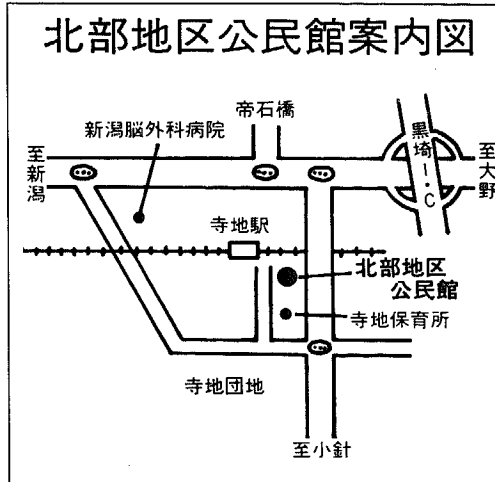 北部地区公民館案内図
帝石橋
新潟脳外科病院
至新潟
黒埼I・C
至大野
寺地駅
北部地区
公民館
寺地保育所
寺地団地
至小針